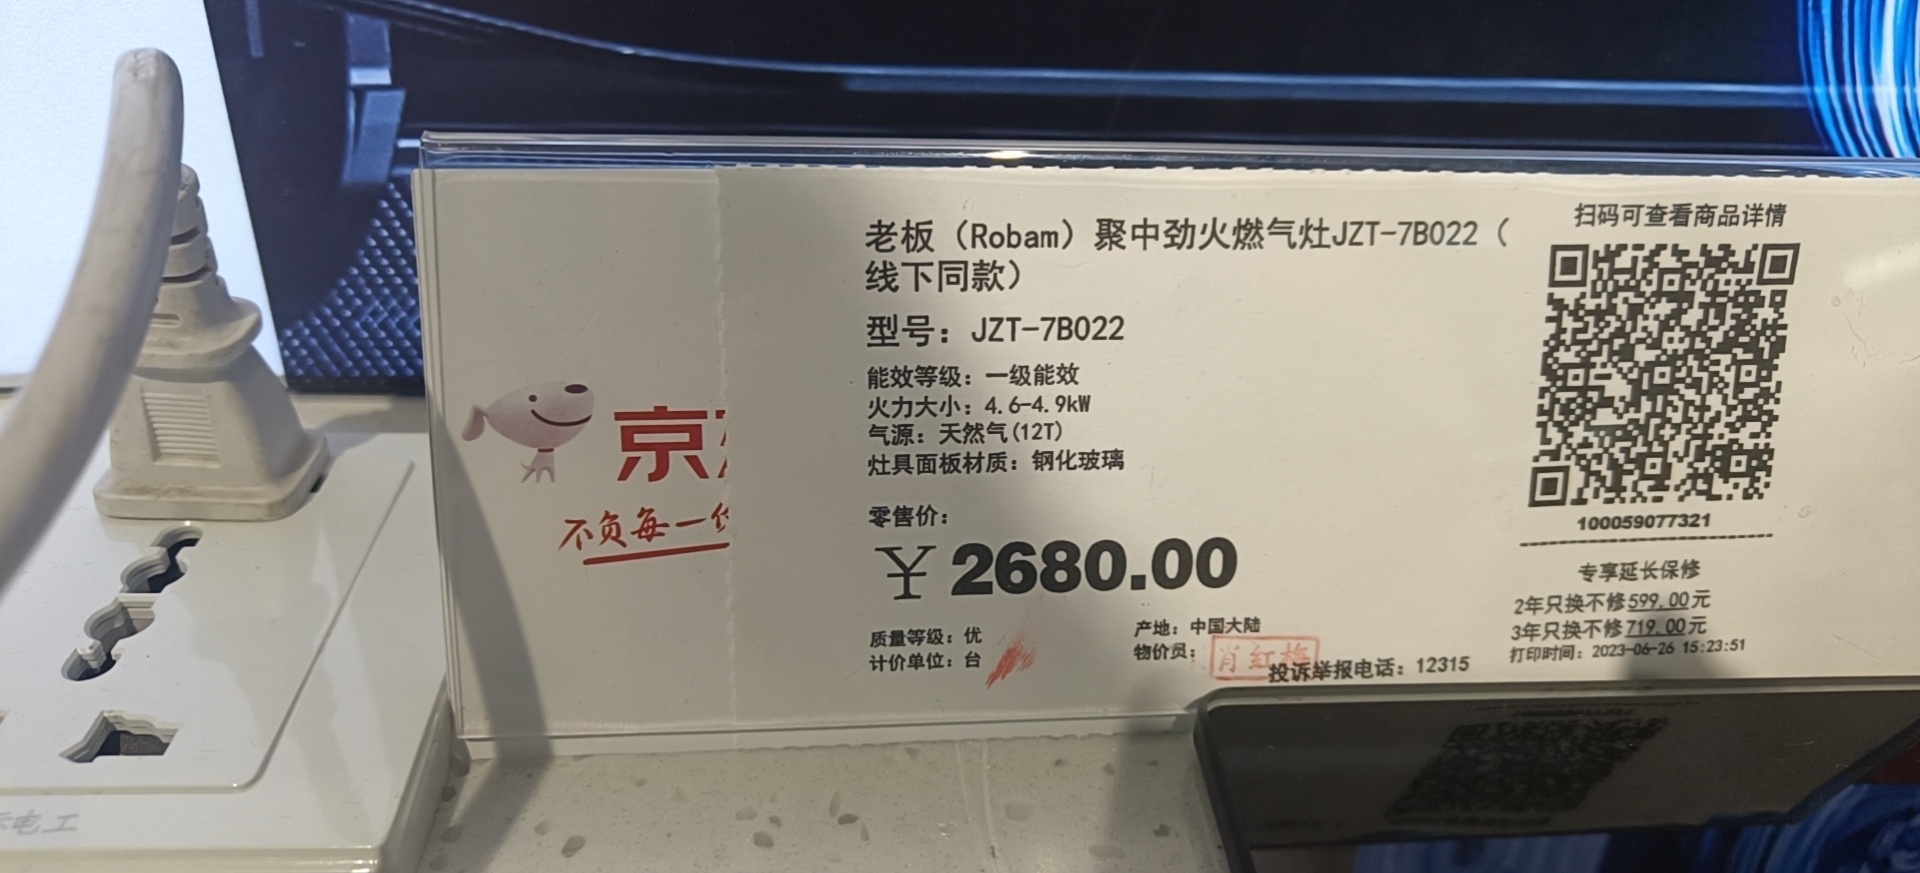 老板（Robam）聚中劲火燃气灶JZT-7B022（
线下同款）
型号：JZT-7B022
能效等级：一级能效
火力大小：4.6-4.9kW
气源：天然气(12T)
灶具面板材质：钢化玻璃
零售价：
￥2680.00
质量等级：优
计价单位：台
产地：中国大陆
物价员：肖红梅
投诉举报电话：12315
扫码可查看商品详情
100059077321
专享延长保修
2年只换不修599.00元
3年只换不修719.00元
打印时间：2023-06-26 15:23:51
京
不负每一
电工